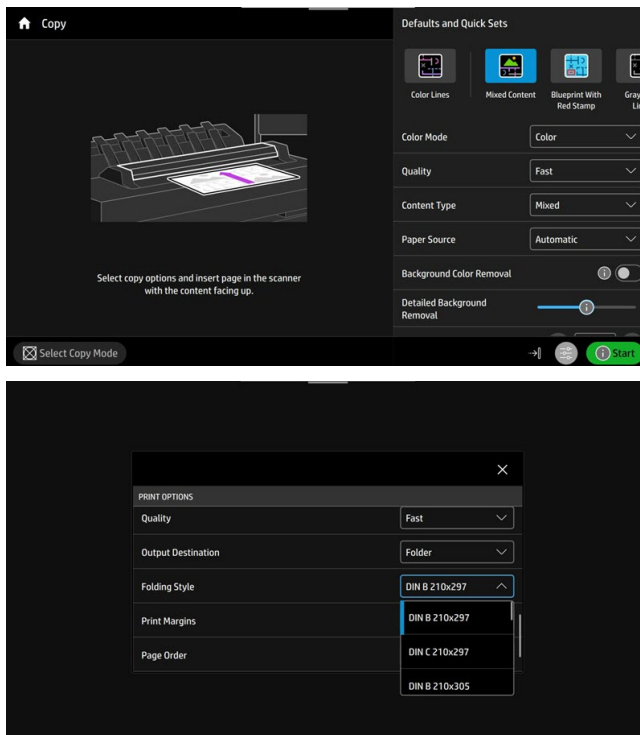 Copy
Defaults and Quick Sets
Color Lines
Mixed Content
Blueprint With
Red Stamp
Color Mode
Color
Quality
Fast
Content Type
Mixed
Paper Source
Automatic
Background Color Removal
Detailed Background
Removal
Select copy options and insert page in the scanner
with the content facing up.
Select Copy Mode
Start
PRINT OPTIONS
Quality
Fast
Output Destination
Folder
Folding Style
DIN B 210x297
DIN B 210x297
Print Margins
DIN C 210x297
Page Order
DIN B 210x305